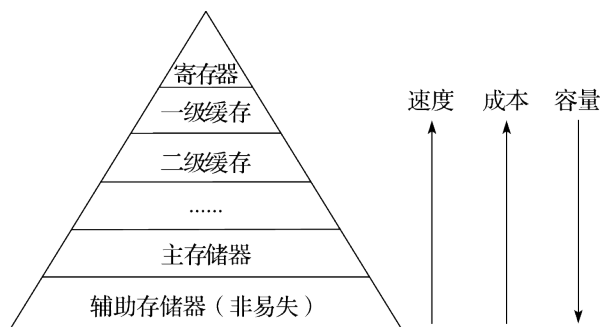 寄存器
一级缓存
二级缓存
......
主存储器
辅助存储器（非易失）
速度 成本 容量